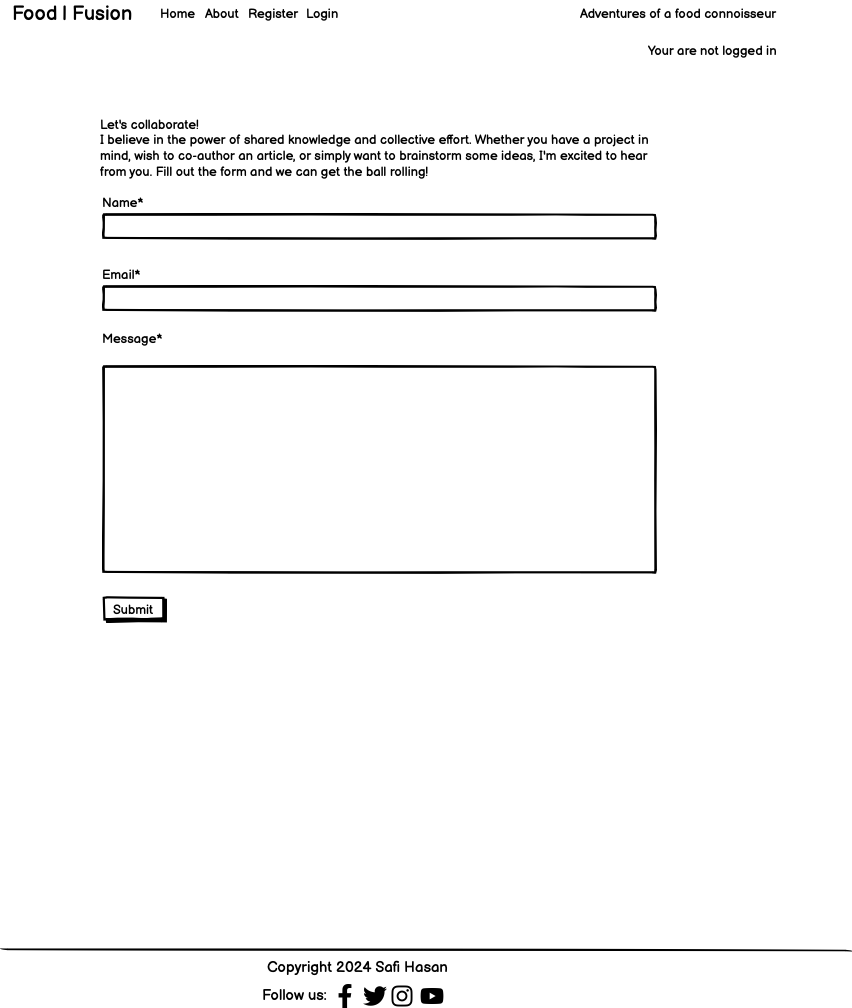 Food | Fusion Home About Register Login Adventures of a food connoisseur
Your are not logged in
Let's collaborate!
I believe in the power of shared knowledge and collective effort. Whether you have a project in
mind, wish to co-author an article, or simply want to brainstorm some ideas, I'm excited to hear
from you. Fill out the form and we can get the ball rolling!
Name*
Email*
Message*
Submit
Copyright 2024 Safi Hasan
Follow us: